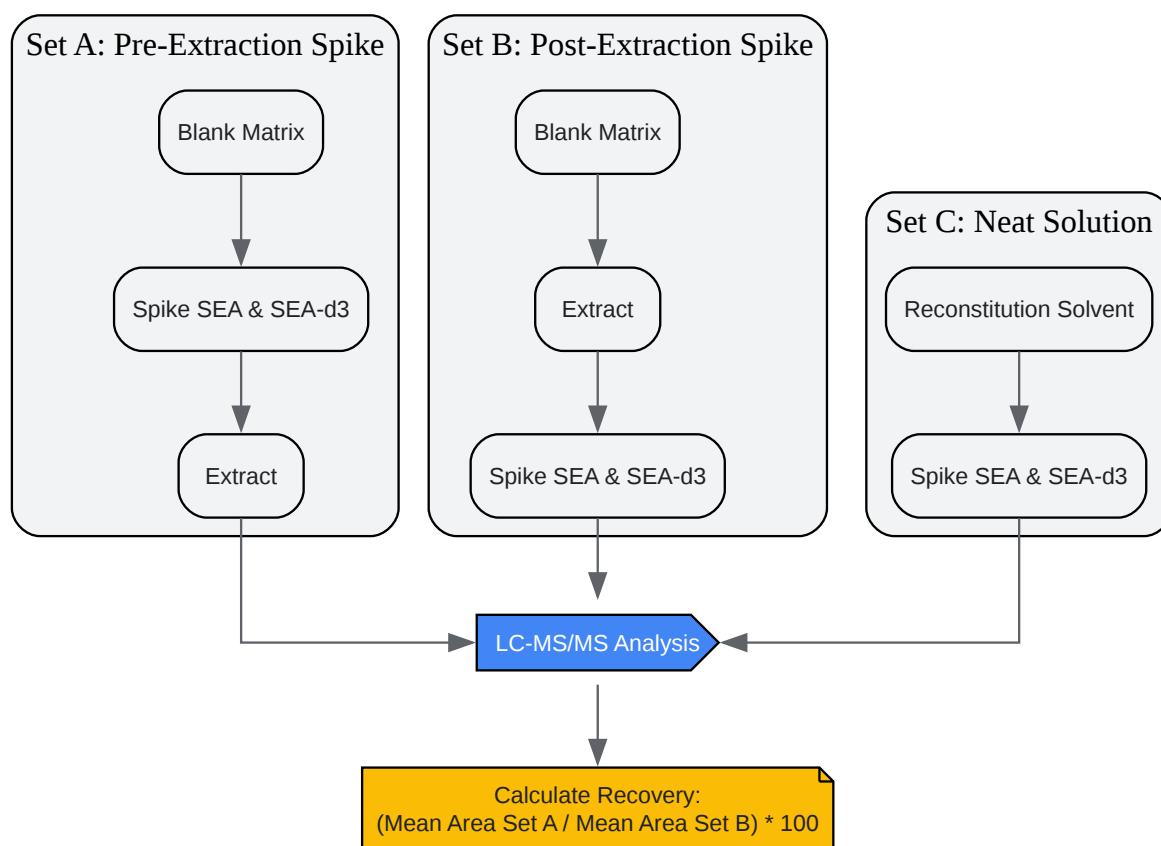 Set A: Pre-Extraction Spike
Blank Matrix
Spike SEA & SEA-d3
Extract
Set B: Post-Extraction Spike
Blank Matrix
Extract
Spike SEA & SEA-d3
Set C: Neat Solution
Reconstitution Solvent
Spike SEA & SEA-d3
LC-MS/MS Analysis
Calculate Recovery:
(Mean Area Set A / Mean Area Set B) * 100